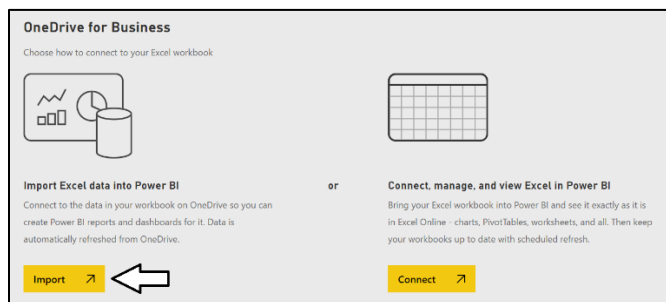 OneDrive for Business
Choose how to connect to your Excel workbook
Import Excel data into Power BI
Connect to the data in your workbook on OneDrive so you can
create Power BI reports and dashboards for it. Data is
automatically refreshed from OneDrive.
Import
or
Connect, manage, and view Excel in Power BI
Bring your Excel workbook into Power BI and see it exactly as it is
in Excel Online - charts, PivotTables, worksheets, and all. Then keep
your workbooks up to date with scheduled refresh.
Connect